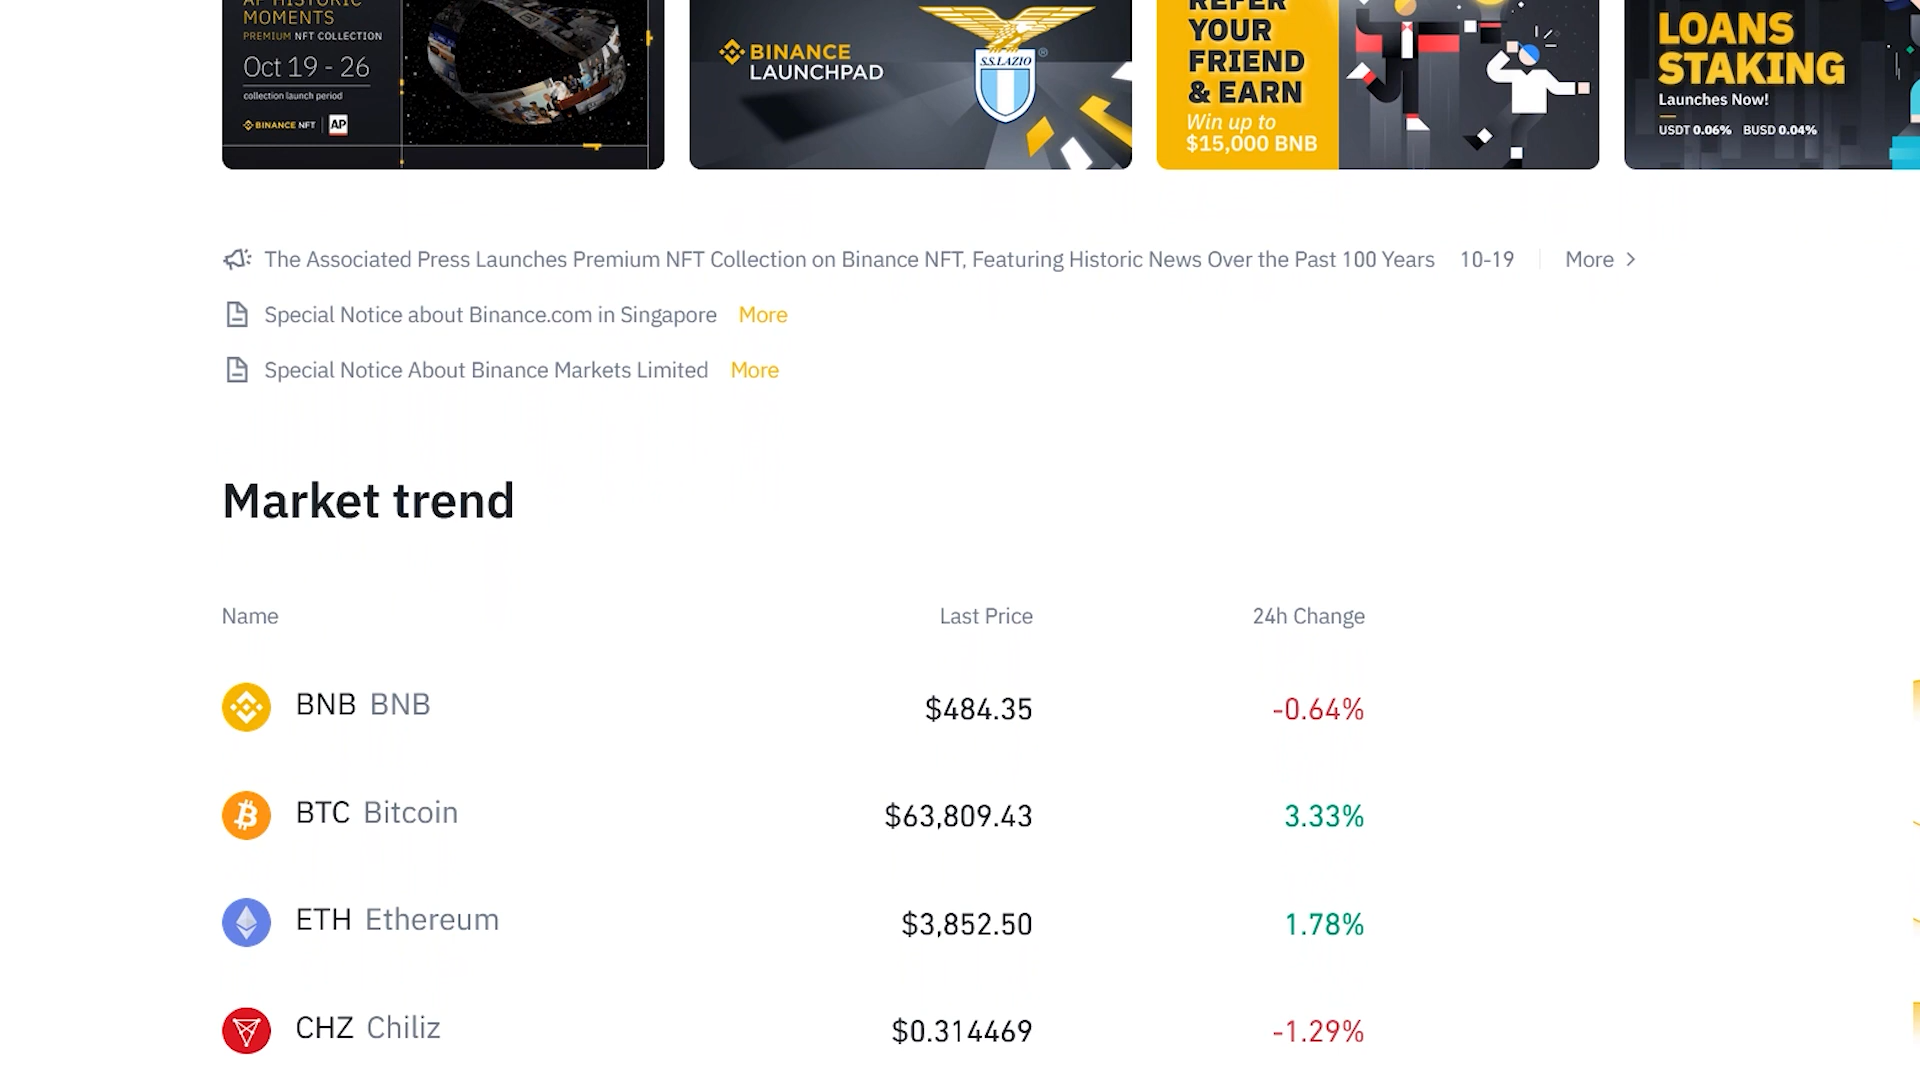 AP HISTORIC
MOMENTS
PREMIUM NFT COLLECTION
Oct 19 - 26
collection launch period
BINANCE NFT AP
BINANCE
LAUNCHPAD
S.S.LAZIO
®
REFER
YOUR
FRIEND
& EARN
Win up to
$15,000 BNB
LOANS
STAKING
Launches Now!
USDT 0.06% BUSD 0.04%
The Associated Press Launches Premium NFT Collection on Binance NFT, Featuring Historic News Over the Past 100 Years 10-19 More >
Special Notice about Binance.com in Singapore More
Special Notice About Binance Markets Limited More
Market trend
Name Last Price 24h Change
BNB BNB $484.35 -0.64%
BTC Bitcoin $63,809.43 3.33%
ETH Ethereum $3,852.50 1.78%
CHZ Chiliz $0.314469 -1.29%